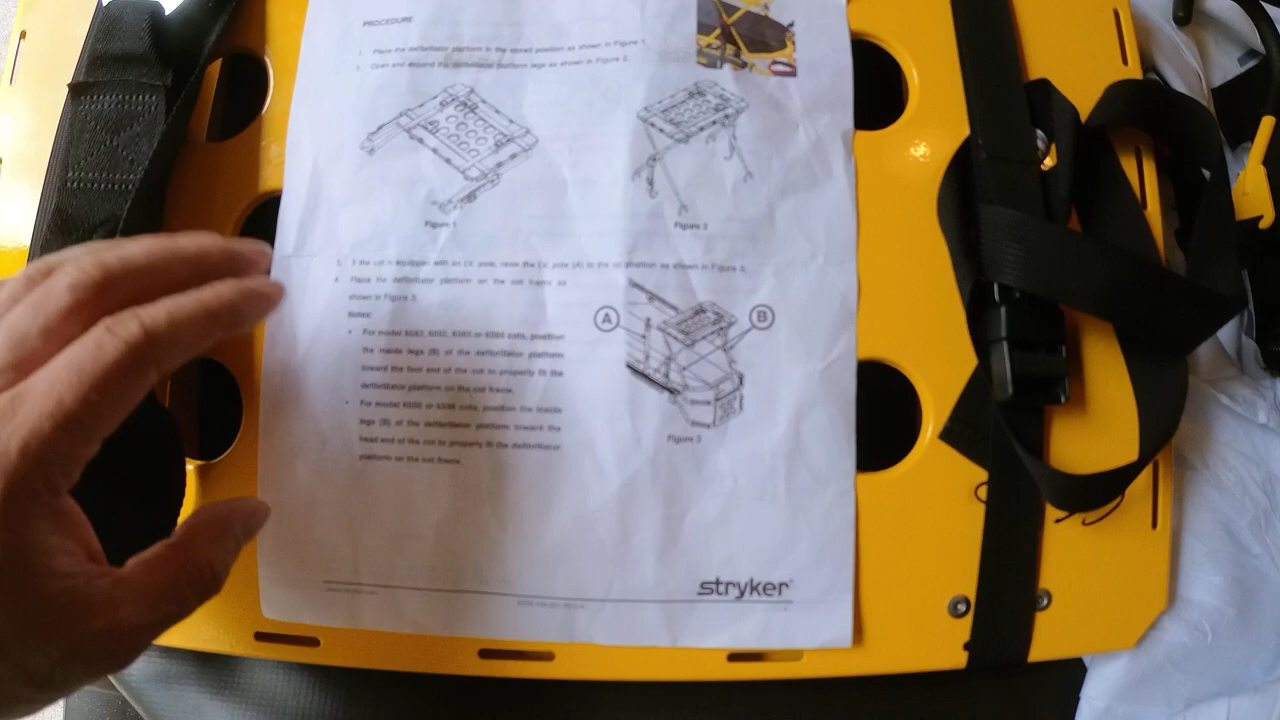 PROCEDURE
1. Place the defibrillator platform in the opened position as shown in Figure 1.
2. Open and expand the defibrillator platform legs as shown in Figure 2.
Figure 1
Figure 2
3. If the cot is equipped with an I.V. pole, raise the I.V. pole (A) to the position as shown in Figure 3.
4. Place the defibrillator platform on the cot frame as
shown in Figure 3.
Notes:
• For model 6082, 6092, 6083 or 6086 cots, position
the inside legs (B) of the defibrillator platform
toward the foot end of the cot to properly fit the
defibrillator platform on the cot frame.
• For model 6500 or 6506 cots, position the inside
legs (B) of the defibrillator platform toward the
head end of the cot to properly fit the defibrillator
platform on the cot frame.
A
B
Figure 3
stryker